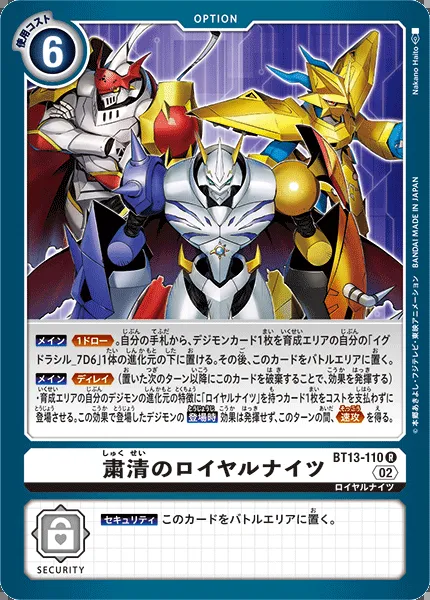 OPTION
使用コスト
6
Nakano Haito
BANDAI MADE IN JAPAN
©本郷あきよし・フジテレビ・東映アニメーション
メイン 1ドロー 。自分の手札から、デジモンカード1枚を育成エリアの自分の「イグ
ドラシル_7D6」1体の進化元の下に置ける。その後、このカードをバトルエリアに置く。
メイン ディレイ (置いた次のターン以降にこのカードを破棄することで、効果を発揮する)
・育成エリアの自分のデジモンの進化元の特徴に「ロイヤルナイツ」を持つカード1枚をコストを支払わずに
登場させる。この効果で登場したデジモンの 登場時 効果は発揮せず、このターンの間、 速攻 を得る。
しゅくせい
粛清のロイヤルナイツ
BT13-110 R
02
ロイヤルナイツ
セキュリティ このカードをバトルエリアに置く。
SECURITY